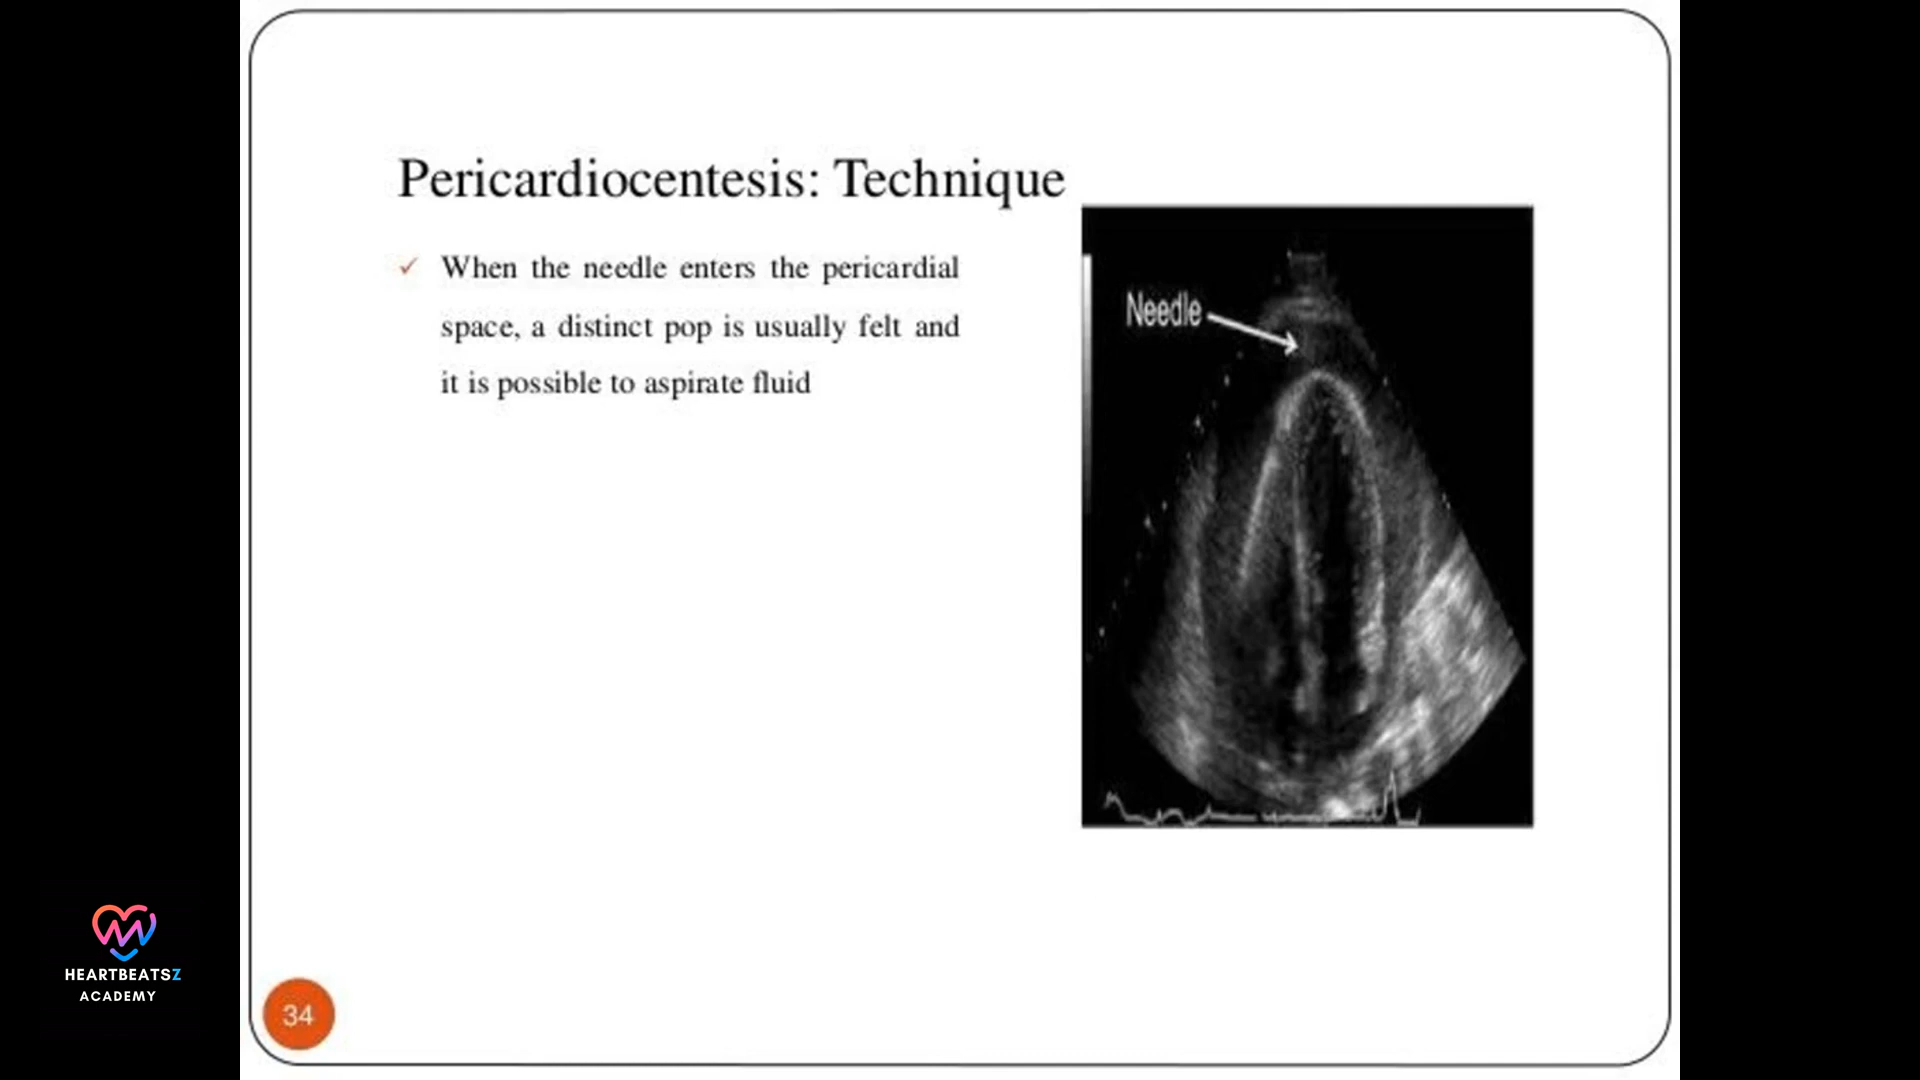 Pericardiocentesis: Technique
When the needle enters the pericardial
space, a distinct pop is usually felt and
it is possible to aspirate fluid
Needle
HEARTBEATSZ
ACADEMY
34